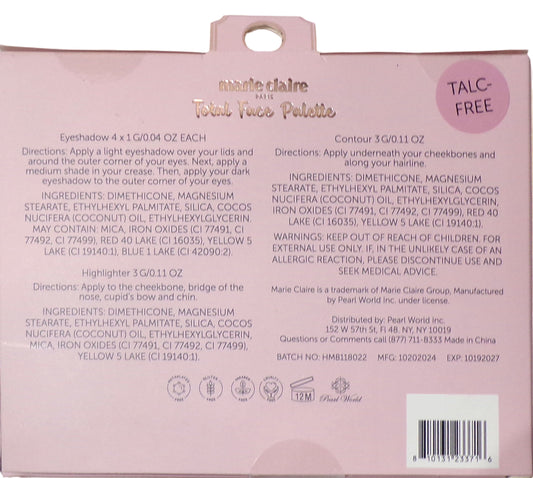 marie claire
PARIS
Total Face Palette
TALC-
FREE
Eyeshadow 4 x 1 G/0.04 OZ EACH
Directions: Apply a light eyeshadow over your lids and
around the outer corner of your eyes. Next, apply a
medium shade in your crease. Then, apply your dark
eyeshadow to the outer corner of your eyes.
INGREDIENTS: DIMETHICONE, MAGNESIUM
STEARATE, ETHYLHEXYL PALMITATE, SILICA, COCOS
NUCIFERA (COCONUT) OIL, ETHYLHEXYLGLYCERIN.
MAY CONTAIN: MICA, IRON OXIDES (CI 77491, CI
77492, CI 77499), RED 40 LAKE (CI 16035), YELLOW 5
LAKE (CI 19140:1), BLUE 1 LAKE (CI 42090:2).
Highlighter 3 G/0.11 OZ
Directions: Apply to the cheekbone, bridge of the
nose, cupid's bow and chin.
INGREDIENTS: DIMETHICONE, MAGNESIUM
STEARATE, ETHYLHEXYL PALMITATE, SILICA, COCOS
NUCIFERA (COCONUT) OIL, ETHYLHEXYLGLYCERIN,
MICA, IRON OXIDES (CI 77491, CI 77492, CI 77499),
YELLOW 5 LAKE (CI 19140:1).
Contour 3 G/0.11 OZ
Directions: Apply underneath your cheekbones and
along your hairline.
INGREDIENTS: DIMETHICONE, MAGNESIUM
STEARATE, ETHYLHEXYL PALMITATE, SILICA, COCOS
NUCIFERA (COCONUT) OIL, ETHYLHEXYLGLYCERIN,
IRON OXIDES (CI 77491, CI 77492, CI 77499), RED 40
LAKE (CI 16035), YELLOW 5 LAKE (CI 19140:1).
WARNINGS: KEEP OUT OF REACH OF CHILDREN. FOR
EXTERNAL USE ONLY. IF, IN THE UNLIKELY CASE OF AN
ALLERGIC REACTION, PLEASE DISCONTINUE USE AND
SEEK MEDICAL ADVICE.
Marie Claire is a trademark of Marie Claire Group, Manufactured
by Pearl World Inc. under license.
Distributed by: Pearl World Inc.
152 W 57th St, Fl 48. NY, NY 10019
Questions or Comments call (877) 711-8333 Made in China
BATCH NO: HMB118022 MFG: 10202024 EXP: 10192027
12M
Pearl World
8 10131 23371 6